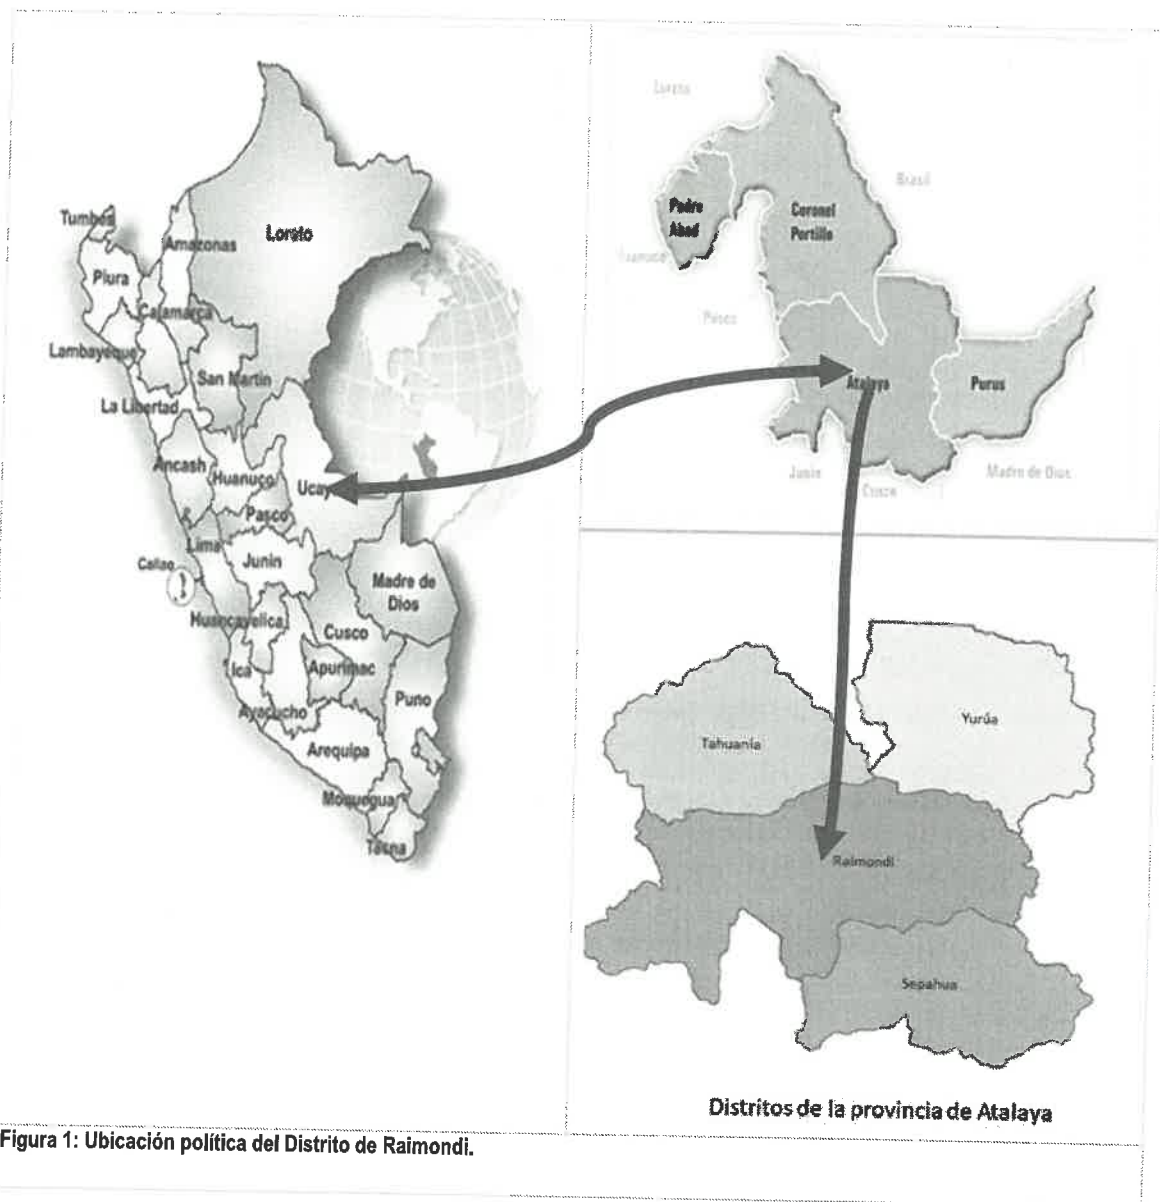 Tumbes
Amazonas
Loreto
Piura
Cajamarca
Lambayeque
San Martin
La Libertad
Ancash
Huanuco
Pasco
Lima
Callao
Junin
Madre de
Dios
Huancavelica
Cusco
Ica
Apurimac
Ayacucho
Puno
Arequipa
Moquegua
Tacna
Loreto
Brasil
Padre
Abad
Coronel
Portillo
Huanuco
Pasco
Atalaya
Purus
Junin
Cusco
Madre de Dios
Tahuanía
Yurúa
Raimondi
Sepahua
Distritos de la provincia de Atalaya
Figura 1: Ubicación política del Distrito de Raimondi.